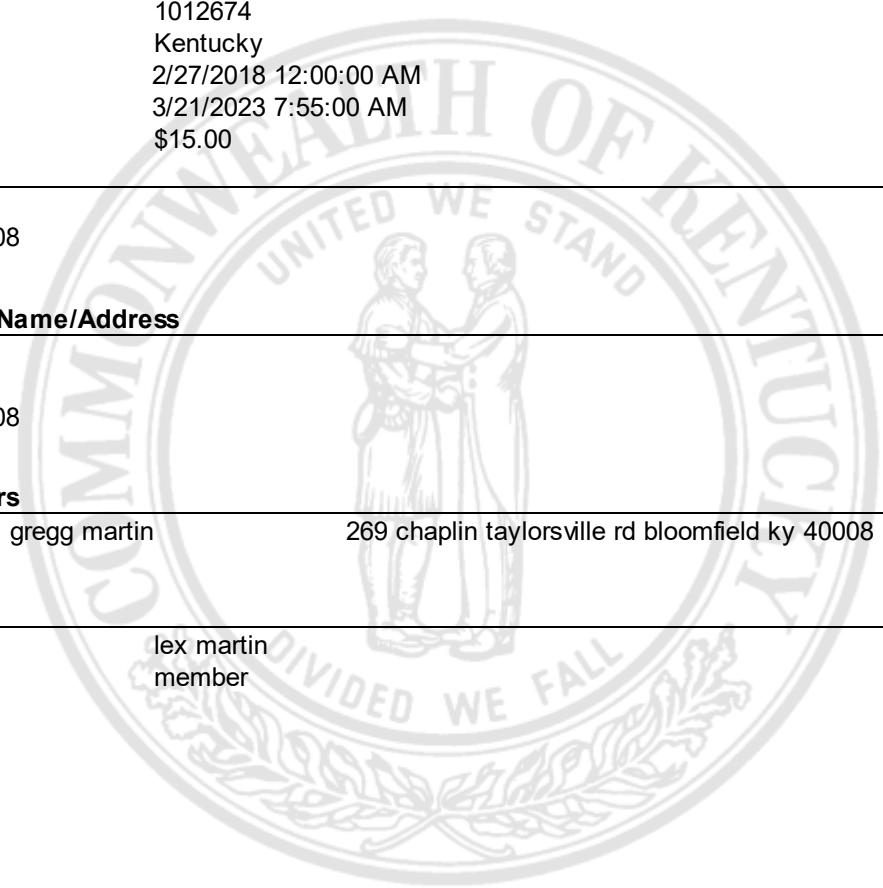 1012674
Kentucky
2/27/2018 12:00:00 AM
3/21/2023 7:55:00 AM
$15.00
08
Name/Address
08
rs
gregg martin 269 chaplin taylorsville rd bloomfield ky 40008
lex martin
member
COMMONWEALTH OF KENTUCKY
UNITED WE STAND
DIVIDED WE FALL